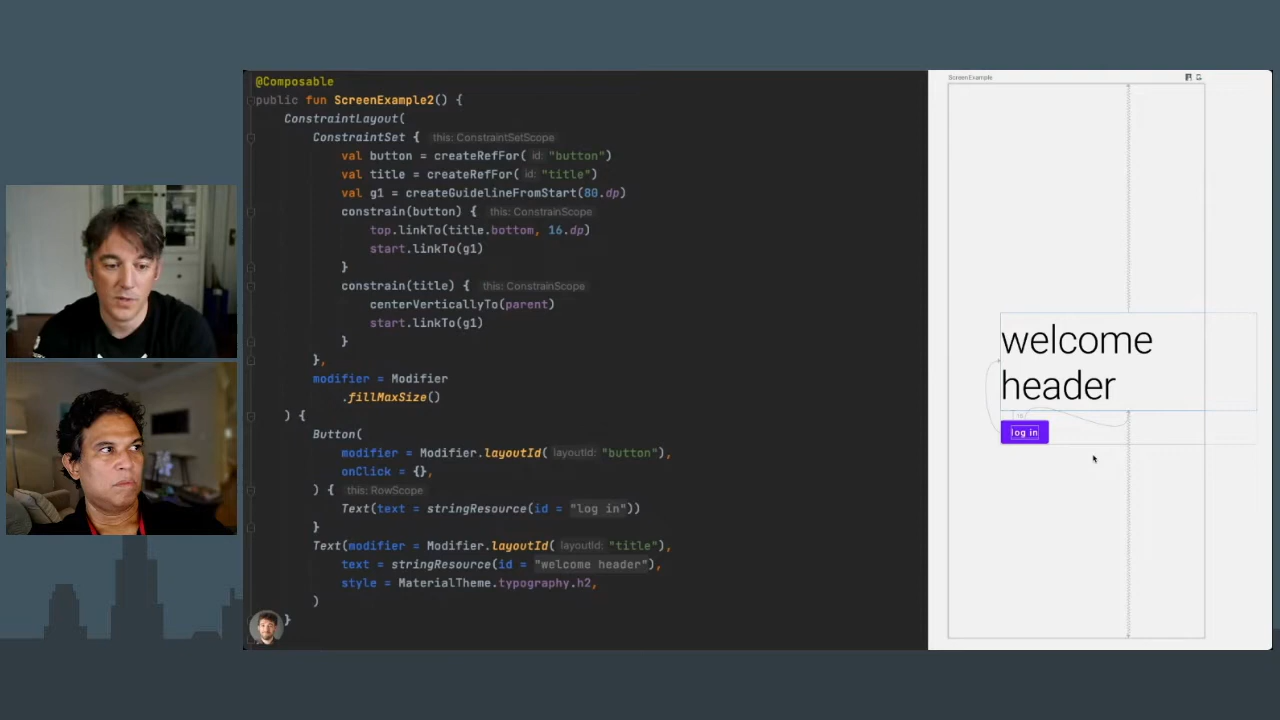 @Composable
public fun ScreenExample2() {
ConstraintLayout(
ConstraintSet { this: ConstraintSetScope
val button = createRefFor( id: "button")
val title = createRefFor( id: "title")
val g1 = createGuidelineFromStart(80.dp)
constrain(button) { this: ConstrainScope
top.linkTo(title.bottom, 16.dp)
start.linkTo(g1)
}
constrain(title) { this: ConstrainScope
centerVerticallyTo(parent)
start.linkTo(g1)
}
},
modifier = Modifier
.fillMaxSize()
) {
Button(
modifier = Modifier.layoutId( layoutId: "button"),
onClick = {},
) { this: RowScope
Text(text = stringResource(id = "log in"))
}
Text(modifier = Modifier.layoutId( layoutId: "title"),
text = stringResource(id = "welcome header"),
style = MaterialTheme.typography.h2,
)
}
ScreenExample
welcome
header
16
log in